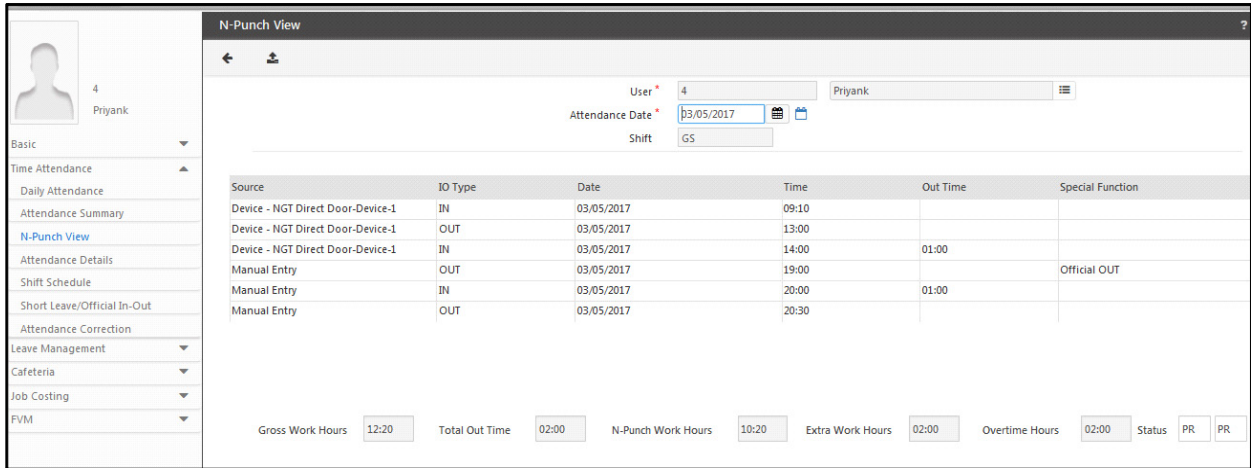 N-Punch View ?
4
Priyank
Basic
Time Attendance
Daily Attendance
Attendance Summary
N-Punch View
Attendance Details
Shift Schedule
Short Leave/Official In-Out
Attendance Correction
Leave Management
Cafeteria
Job Costing
FVM
User * 4 Priyank
Attendance Date * 03/05/2017
Shift GS
Source IO Type Date Time Out Time Special Function
Device - NGT Direct Door-Device-1 IN 03/05/2017 09:10
Device - NGT Direct Door-Device-1 OUT 03/05/2017 13:00
Device - NGT Direct Door-Device-1 IN 03/05/2017 14:00 01:00
Manual Entry OUT 03/05/2017 19:00 Official OUT
Manual Entry IN 03/05/2017 20:00 01:00
Manual Entry OUT 03/05/2017 20:30
Gross Work Hours 12:20 Total Out Time 02:00 N-Punch Work Hours 10:20 Extra Work Hours 02:00 Overtime Hours 02:00 Status PR PR